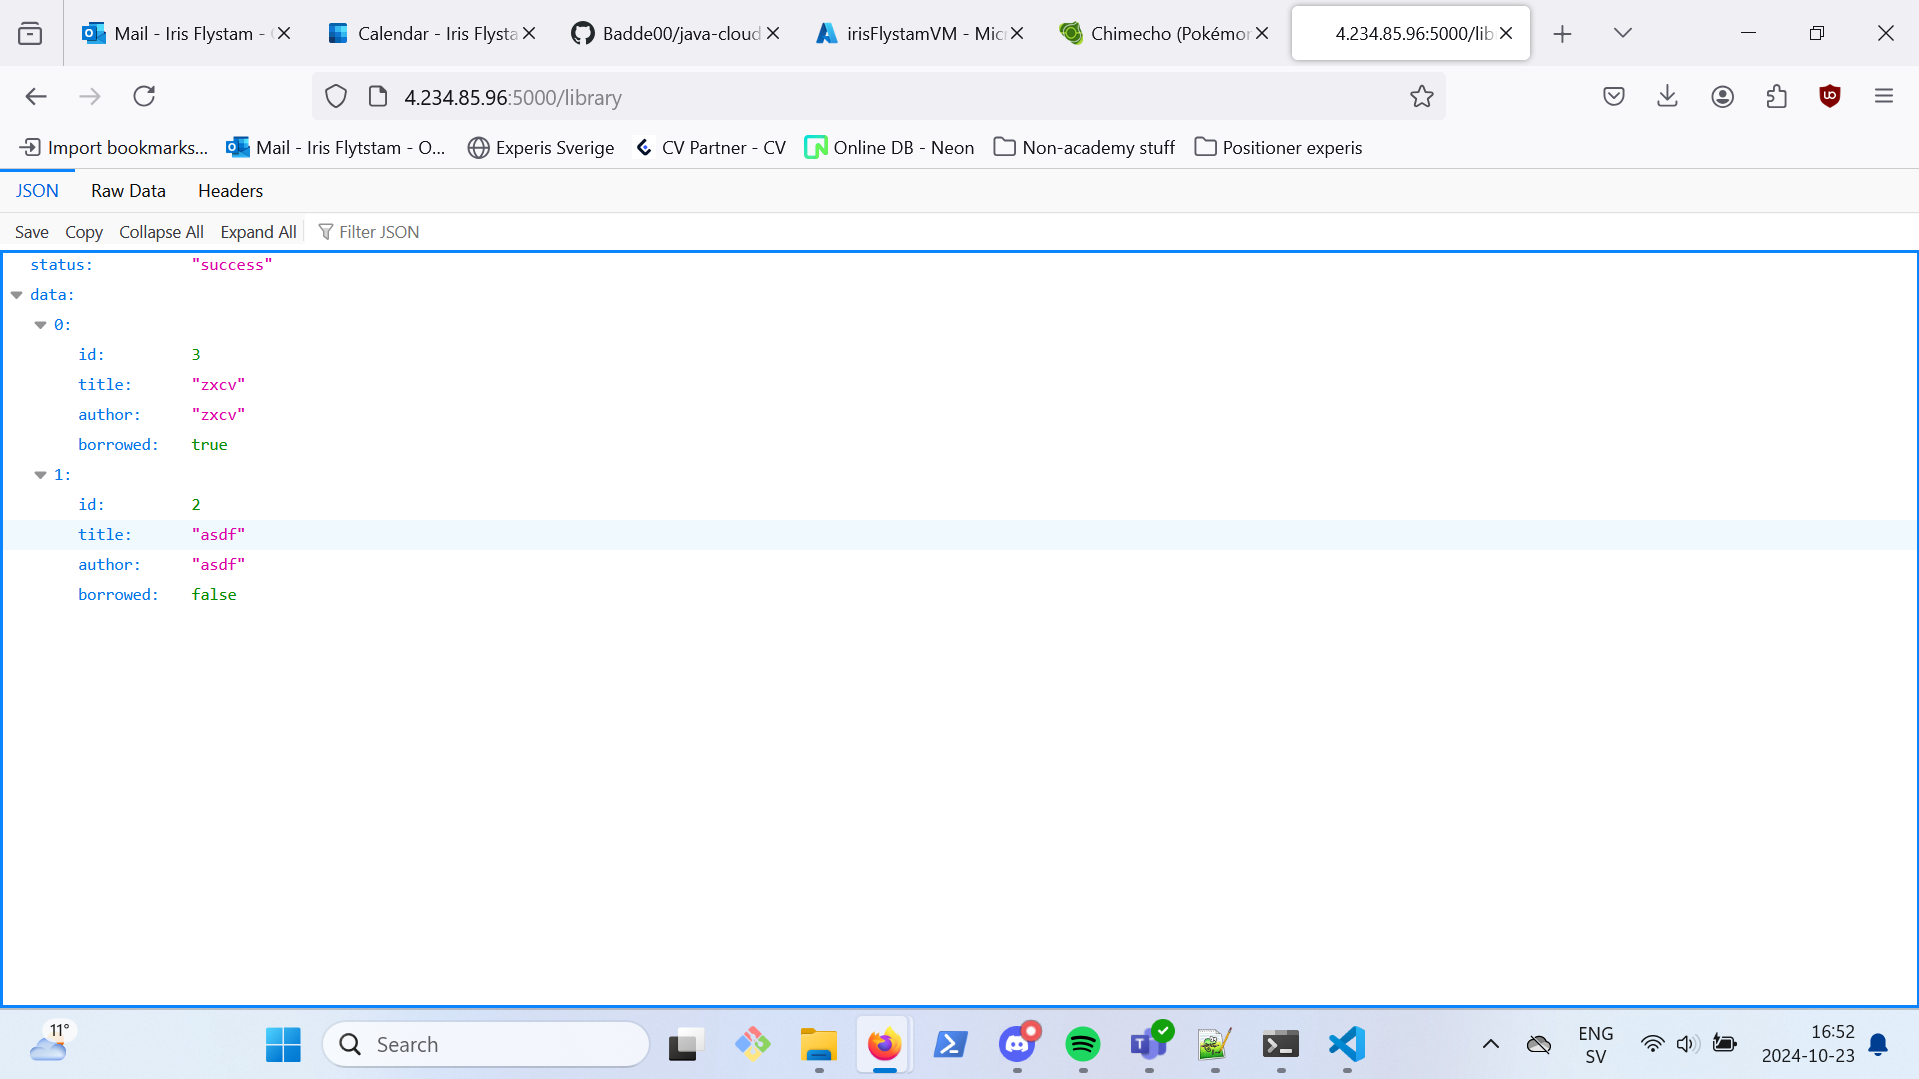 Mail - Iris Flystam -
Calendar - Iris Flysta
Badde00/java-cloud
irisFlystamVM - Mic
Chimecho (Pokémon
4.234.85.96:5000/lib
4.234.85.96:5000/library
Import bookmarks...
Mail - Iris Flytstam - O...
Experis Sverige
CV Partner - CV
Online DB - Neon
Non-academy stuff
Positioner experis
JSON
Raw Data
Headers
Save
Copy
Collapse All
Expand All
Filter JSON
status: "success"
data:
0:
id: 3
title: "zxcv"
author: "zxcv"
borrowed: true
1:
id: 2
title: "asdf"
author: "asdf"
borrowed: false
11°
Search
ENG
SV
16:52
2024-10-23